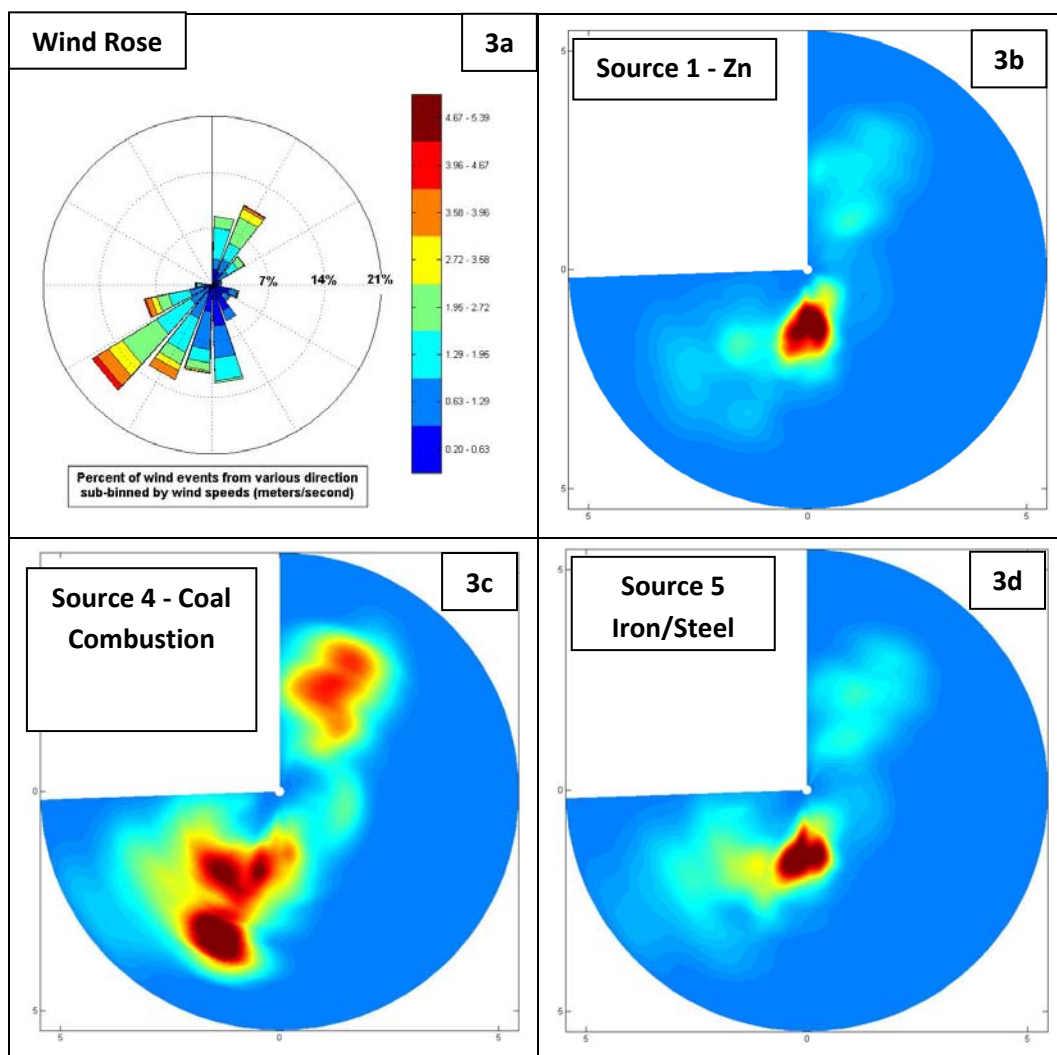 Wind Rose
3a
4.67 - 5.39
3.96 - 4.67
3.58 - 3.96
2.72 - 3.58
1.95 - 2.72
1.29 - 1.95
0.63 - 1.29
0.20 - 0.63
7%
14%
21%
Percent of wind events from various direction
sub-binned by wind speeds (meters/second)
3b
Source 1 - Zn
5
0
5
5
0
5
3c
Source 4 - Coal
Combustion
0
5
5
0
5
3d
Source 5
Iron/Steel
5
0
5
5
0
5